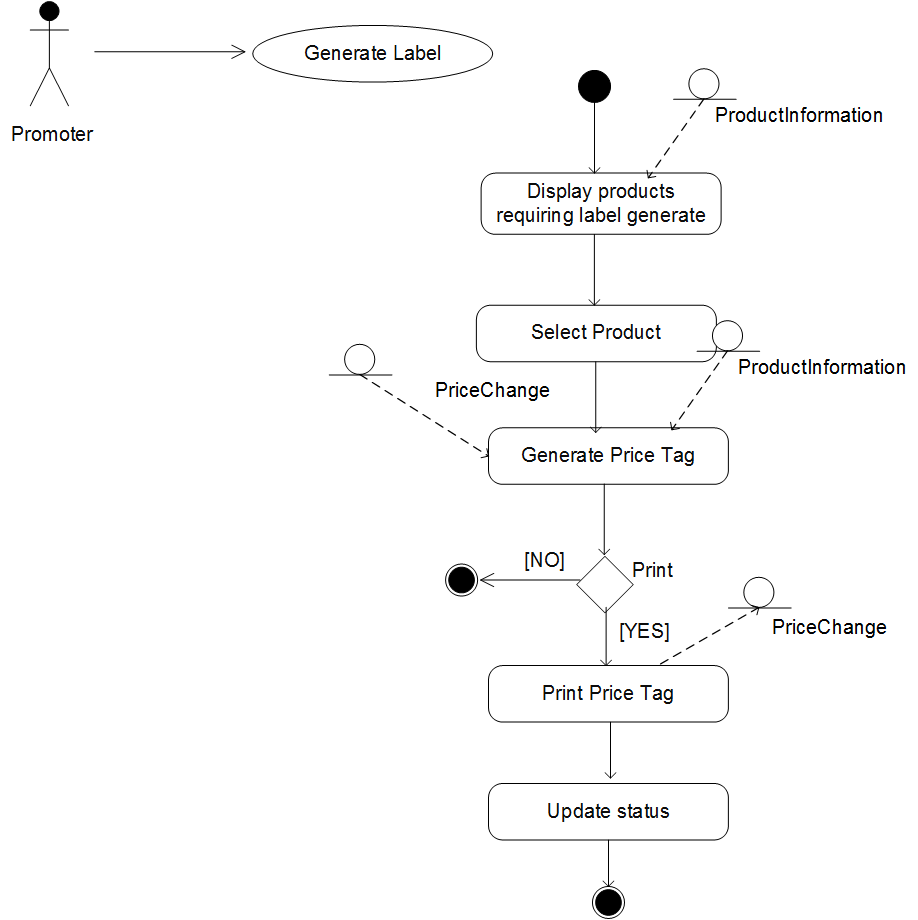 Generate Label
Promoter
ProductInformation
Display products
requiring label generate
Select Product
ProductInformation
PriceChange
Generate Price Tag
[NO]
Print
[YES]
PriceChange
Print Price Tag
Update status